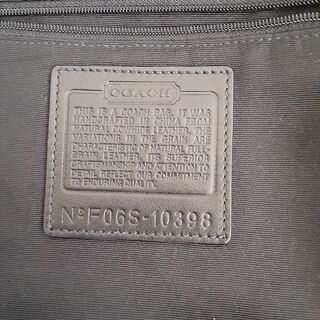 COACH
THIS IS A COACH BAG. IT WAS
HANDCRAFTED IN CHINA FROM
NATURAL COWHIDE LEATHER. THE
VARIATIONS IN THE GRAIN ARE
CHARACTERISTIC OF NATURAL FULL-
GRAIN LEATHER. ITS SUPERIOR
CRAFTSMANSHIP AND ATTENTION TO
DETAIL REFLECT OUR COMMITMENT
TO ENDURING QUALITY.
NºF06S-10398